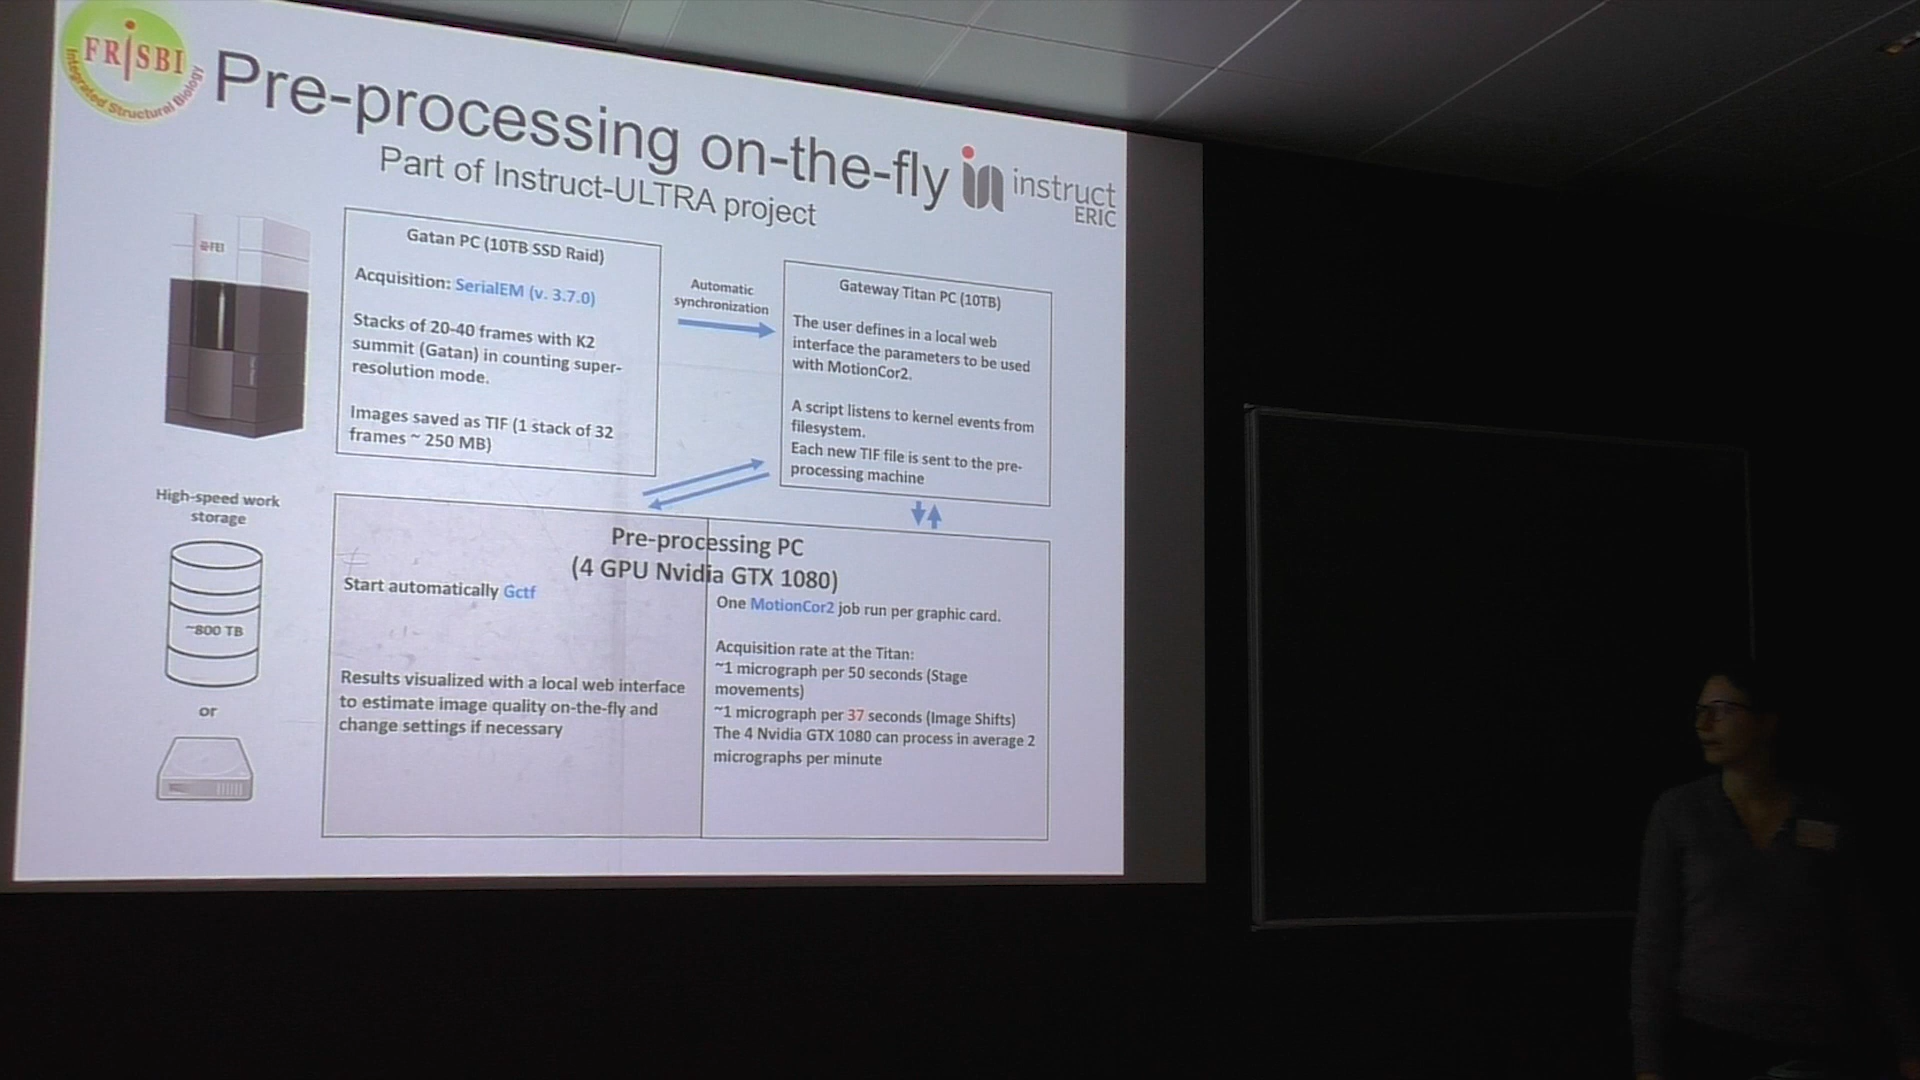 FRISBI
Integrated Structural Biology
Pre-processing on-the-fly
Part of Instruct-ULTRA project
instruct
ERIC
FEI
Gatan PC (10TB SSD Raid)
Acquisition: SerialEM (v. 3.7.0)
Stacks of 20-40 frames with K2
summit (Gatan) in counting super-
resolution mode.
Images saved as TIF (1 stack of 32
frames ~ 250 MB)
Automatic
synchronization
Gateway Titan PC (10TB)
The user defines in a local web
interface the parameters to be used
with MotionCor2.
A script listens to kernel events from
filesystem.
Each new TIF file is sent to the pre-
processing machine
High-speed work
storage
~800 TB
or
Pre-processing PC
(4 GPU Nvidia GTX 1080)
Start automatically Gctf
Results visualized with a local web interface
to estimate image quality on-the-fly and
change settings if necessary
One MotionCor2 job run per graphic card.
Acquisition rate at the Titan:
~1 micrograph per 50 seconds (Stage
movements)
~1 micrograph per 37 seconds (Image Shifts)
The 4 Nvidia GTX 1080 can process in average 2
micrographs per minute